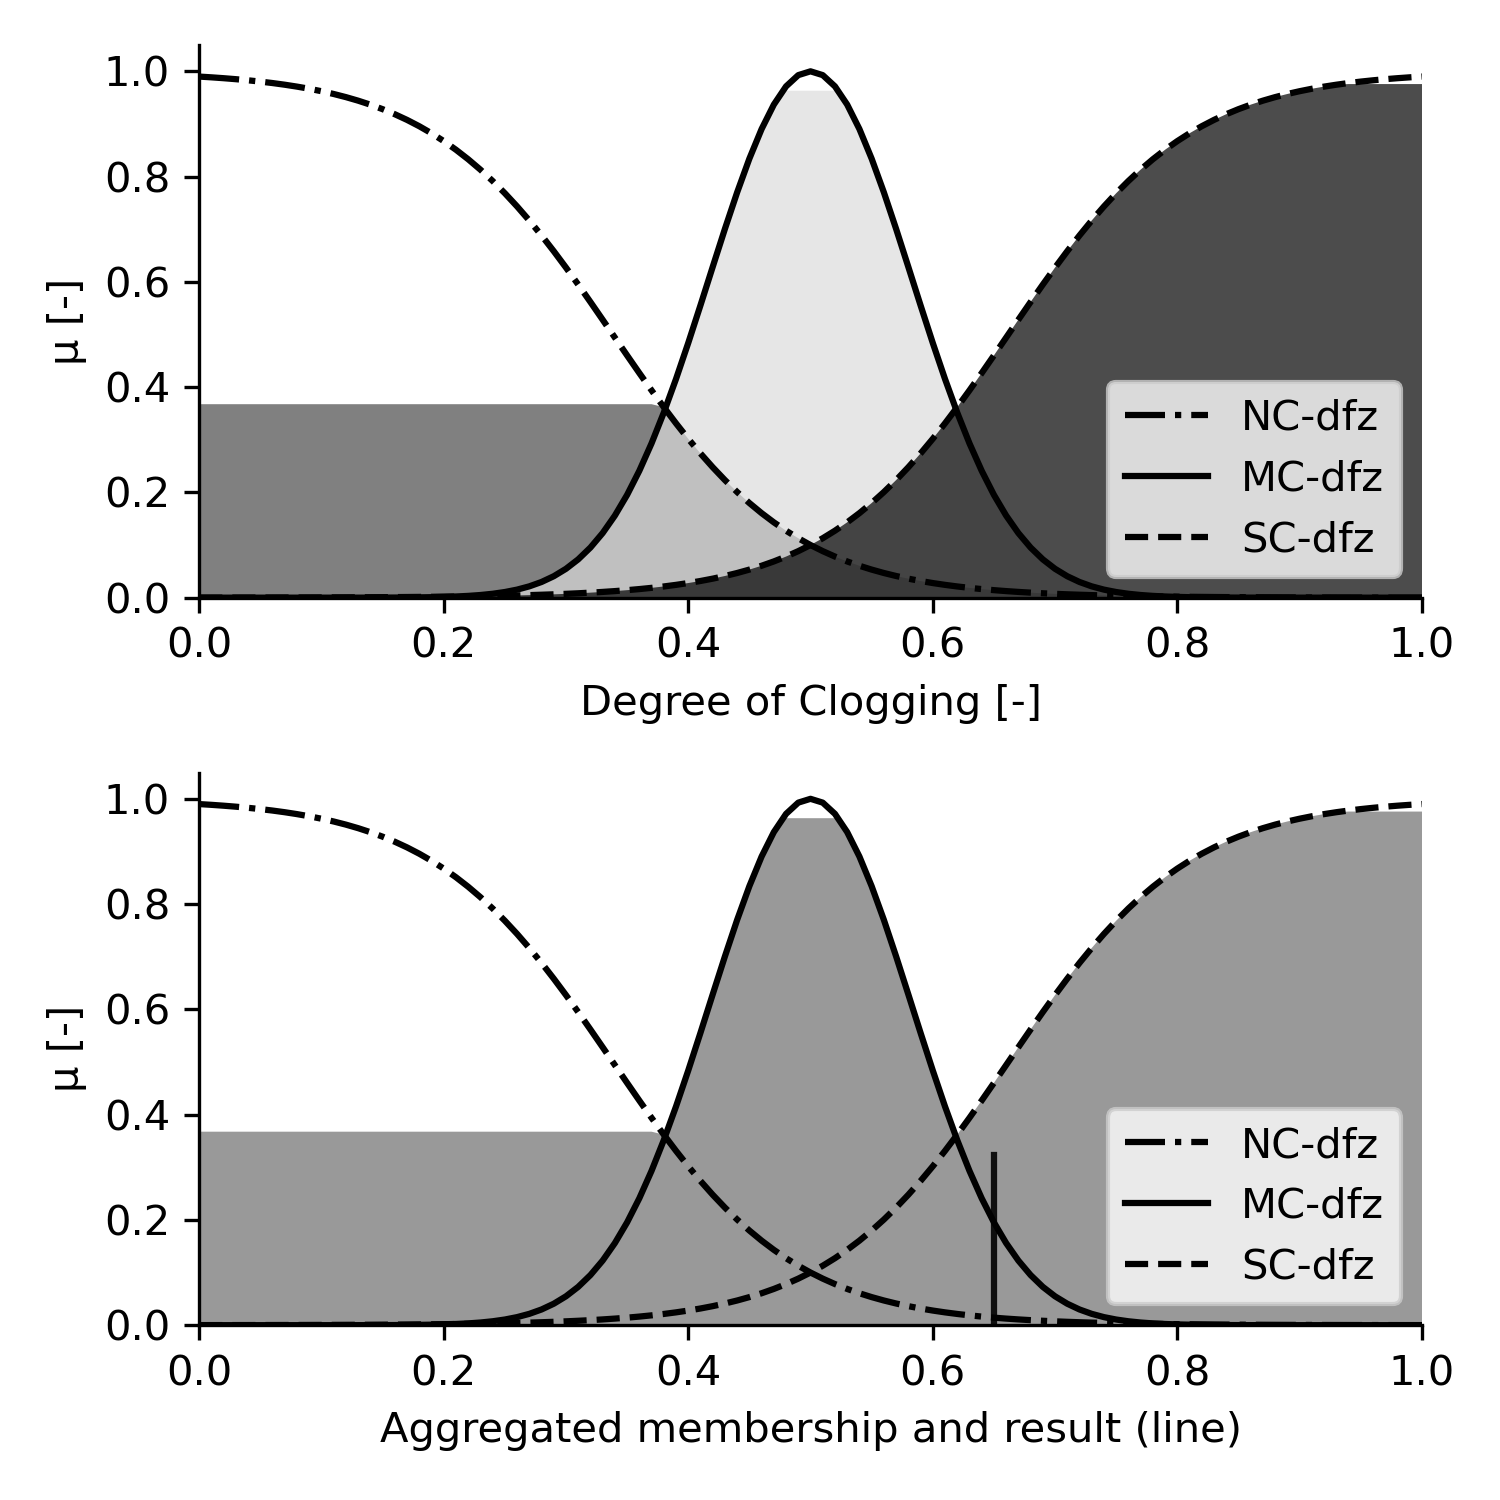 1.0
0.8
0.6
0.4
0.2
0.0
μ [-]
0.0 0.2 0.4 0.6 0.8 1.0
Degree of Clogging [-]
NC-dfz
MC-dfz
SC-dfz
1.0
0.8
0.6
0.4
0.2
0.0
μ [-]
0.0 0.2 0.4 0.6 0.8 1.0
Aggregated membership and result (line)
NC-dfz
MC-dfz
SC-dfz